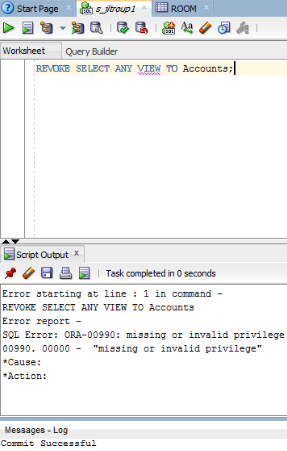 Start Page s_jltroup1 ROOM
Worksheet Query Builder
REVOKE SELECT ANY VIEW TO Accounts;
Script Output x
Task completed in 0 seconds
Error starting at line : 1 in command -
REVOKE SELECT ANY VIEW TO Accounts
Error report -
SQL Error: ORA-00990: missing or invalid privilege
00990. 00000 - "missing or invalid privilege"
*Cause:
*Action:
Messages - Log
Commit Successful